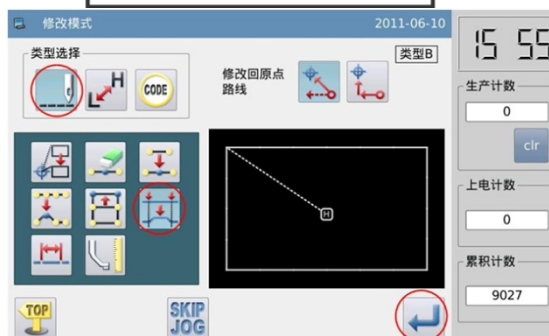 修改模式 2011-06-10
类型选择
H
CODE
修改回原点
路线
类型B
15 55
生产计数
0
clr
上电计数
0
累积计数
9027
H
TOP
SKIP
JOG